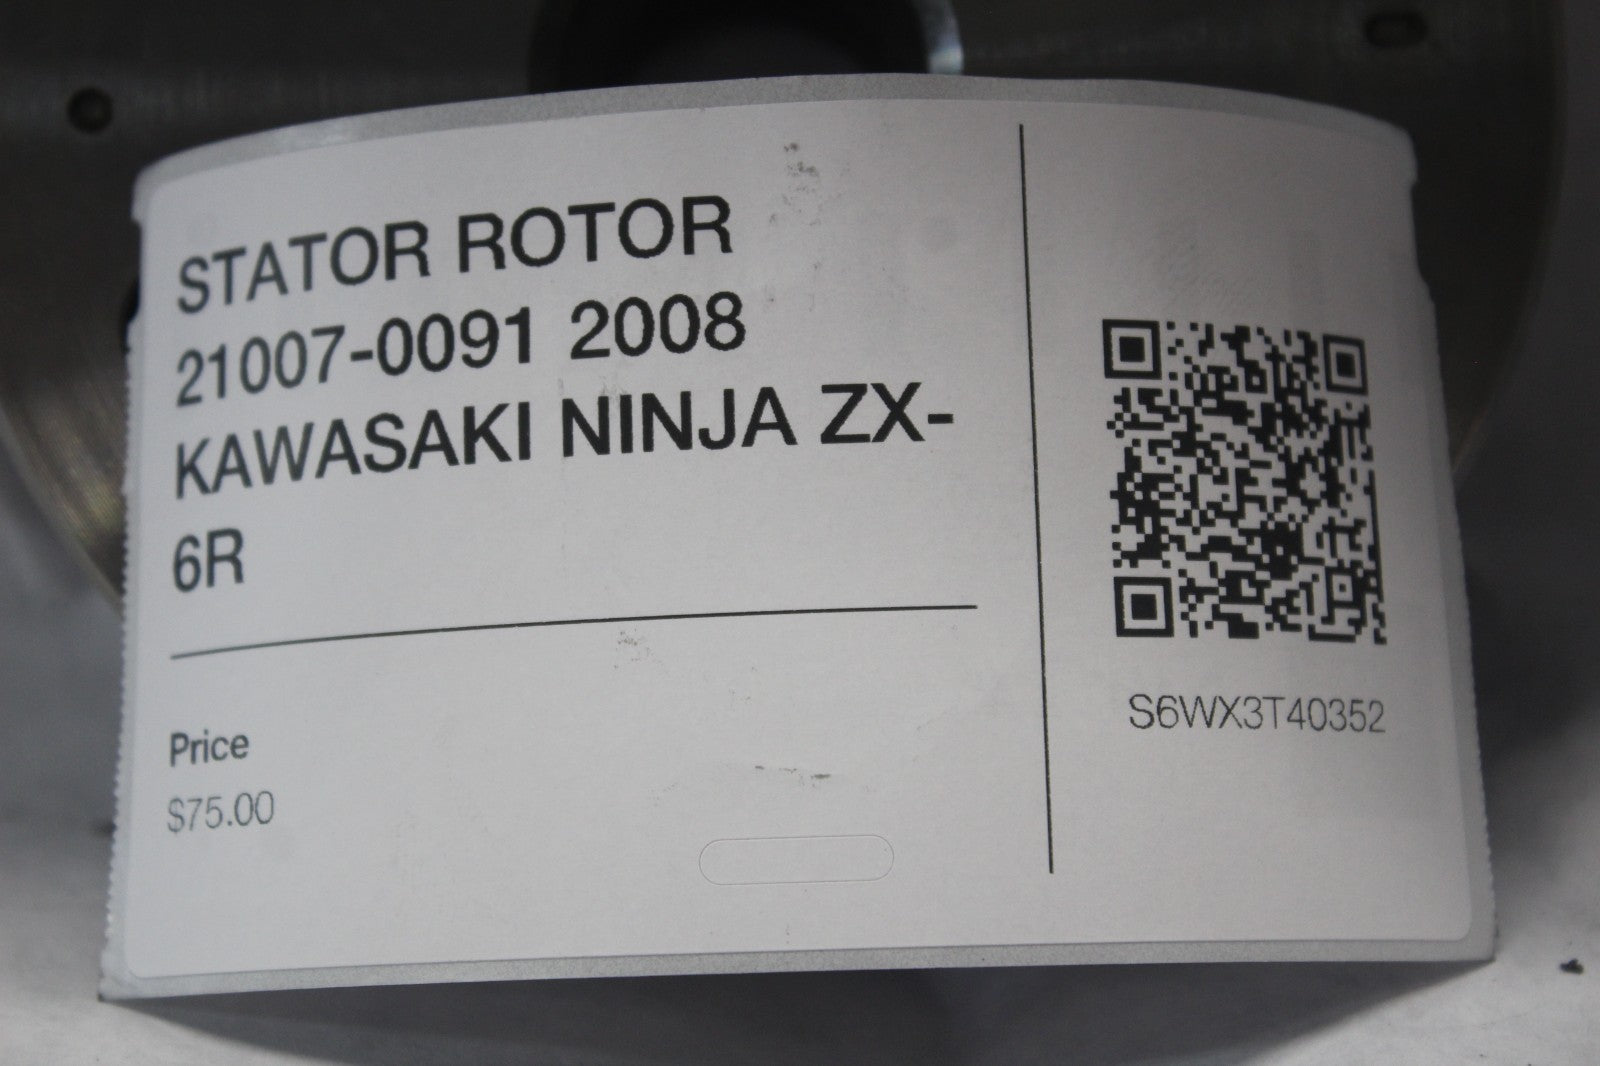 STATOR ROTOR
21007-0091 2008
KAWASAKI NINJA ZX-
6R
Price
$75.00
S6WX3T40352